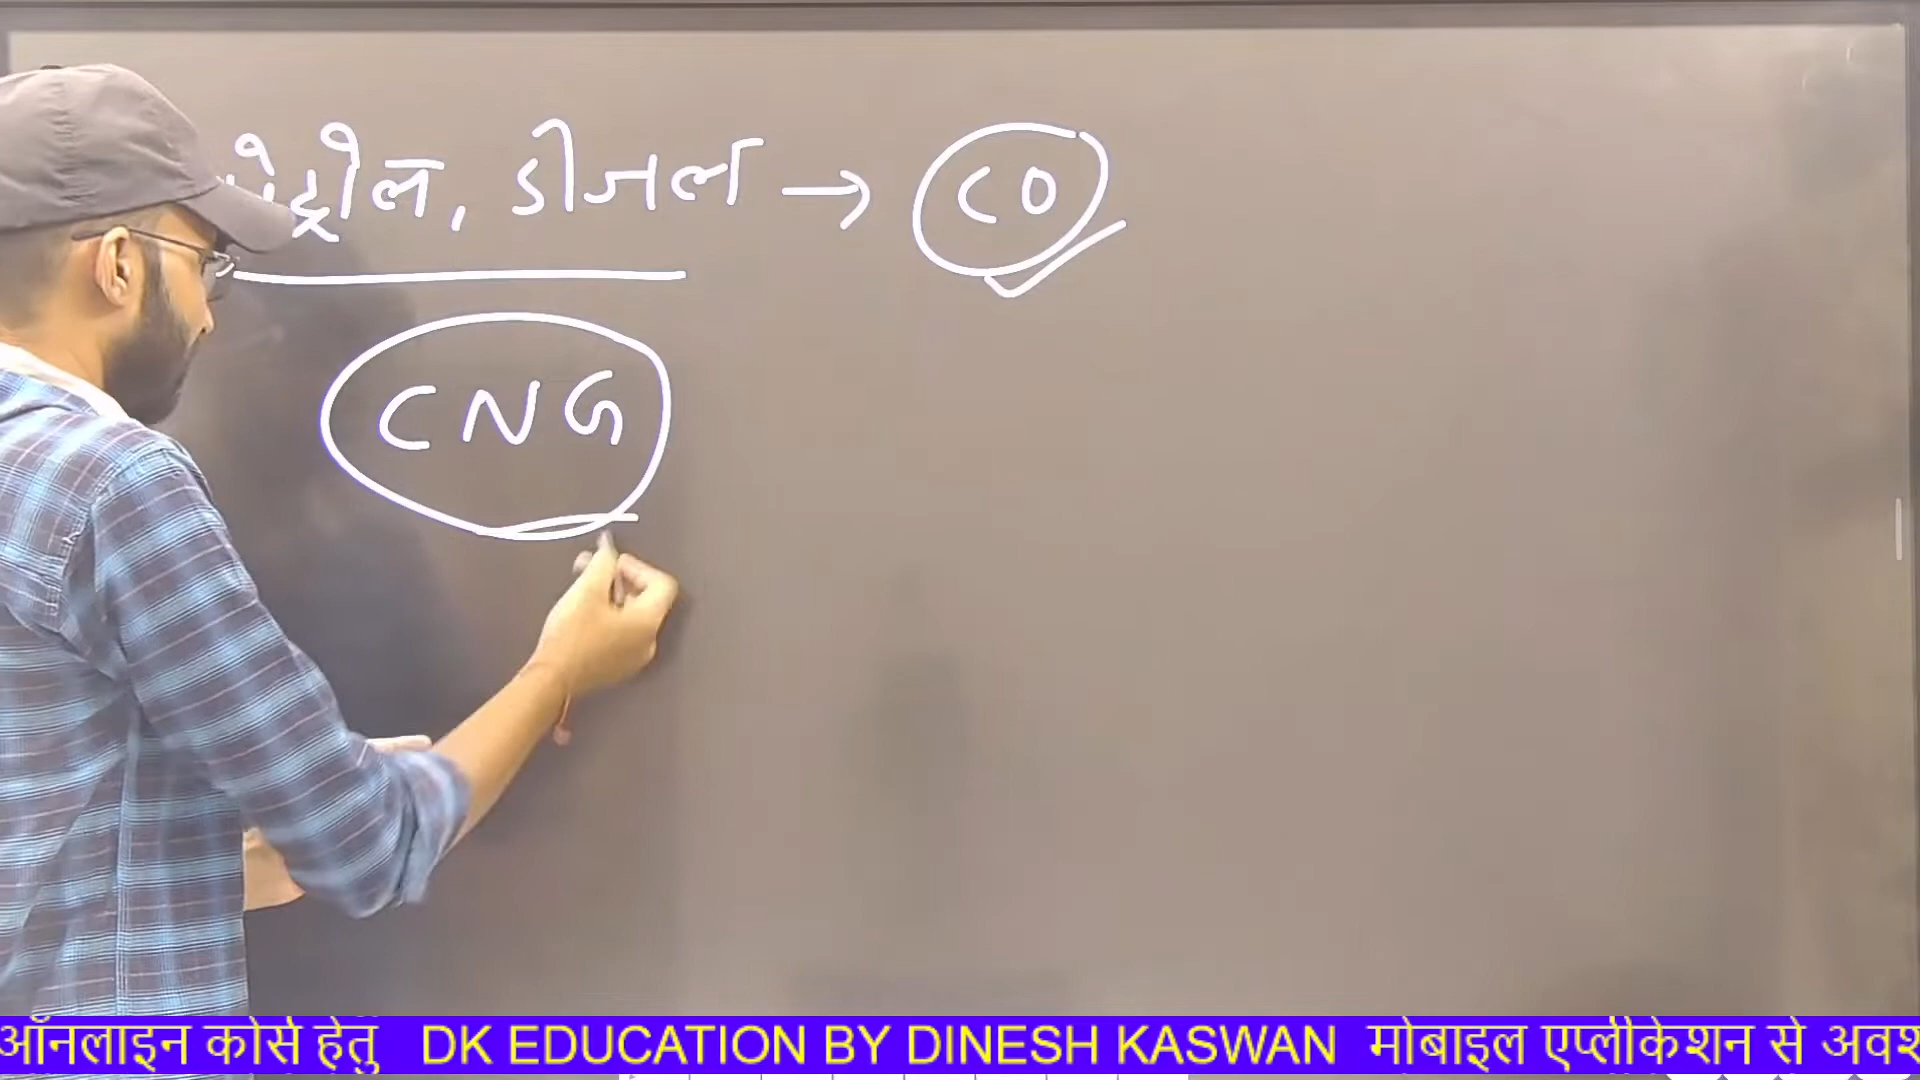 पेट्रोल, डीजल → CO
CNG
ऑनलाइन कोर्स हेतु DK EDUCATION BY DINESH KASWAN मोबाइल एप्लीकेशन से